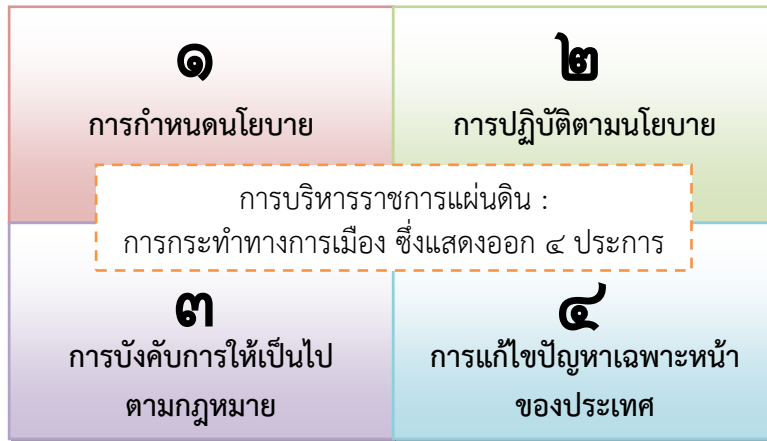 ๑
การกำหนดนโยบาย
๒
การปฏิบัติตามนโยบาย
การบริหารราชการแผ่นดิน :
การกระทำทางการเมือง ซึ่งแสดงออก ๔ ประการ
๓
การบังคับการให้เป็นไป
ตามกฎหมาย
๔
การแก้ไขปัญหาเฉพาะหน้า
ของประเทศ